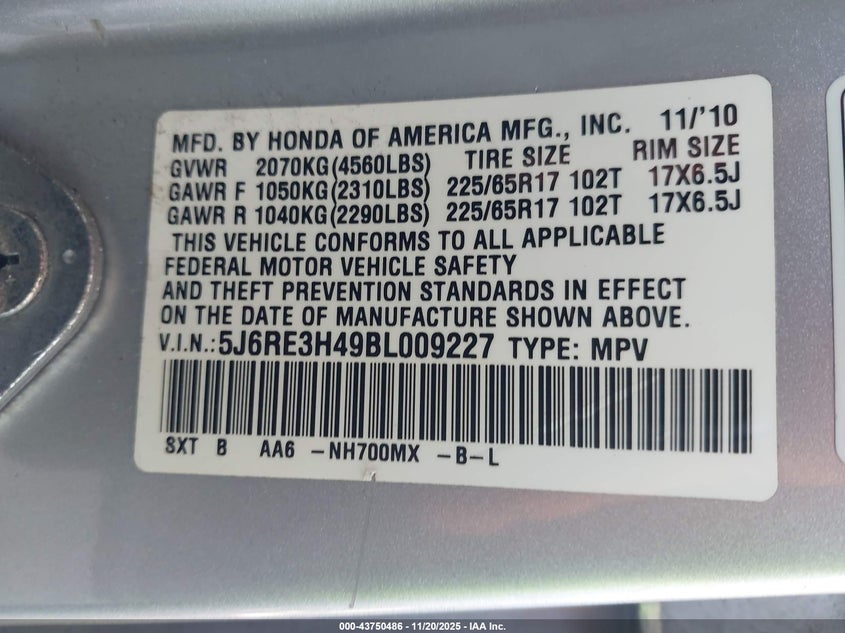 MFD. BY HONDA OF AMERICA MFG., INC. 11/'10
GVWR 2070KG(4560LBS) TIRE SIZE RIM SIZE
GAWR F 1050KG(2310LBS) 225/65R17 102T 17X6.5J
GAWR R 1040KG(2290LBS) 225/65R17 102T 17X6.5J
THIS VEHICLE CONFORMS TO ALL APPLICABLE
FEDERAL MOTOR VEHICLE SAFETY
AND THEFT PREVENTION STANDARDS IN EFFECT
ON THE DATE OF MANUFACTURE SHOWN ABOVE.
V.I.N.:5J6RE3H49BL009227 TYPE: MPV
SXT B AA6 -NH700MX -B-L
000-43750486 - 11/20/2025 - IAA Inc.